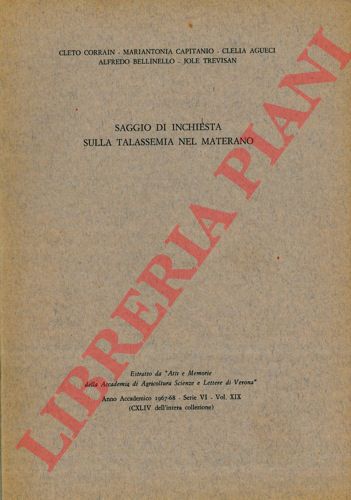 CLETO CORRAIN - MARIANTONIA CAPITANIO - CLELIA AGUECI
ALFREDO BELLINELLO - JOLE TREVISAN
SAGGIO DI INCHIESTA
SULLA TALASSEMIA NEL MATERANO
LIBRERIA PIANI
Estratto da "Atti e Memorie
della Accademia di Agricoltura Scienze e Lettere di Verona"
Anno Accademico 1967-68 - Serie VI - Vol. XIX
(CXLIV dell'intera collezione)